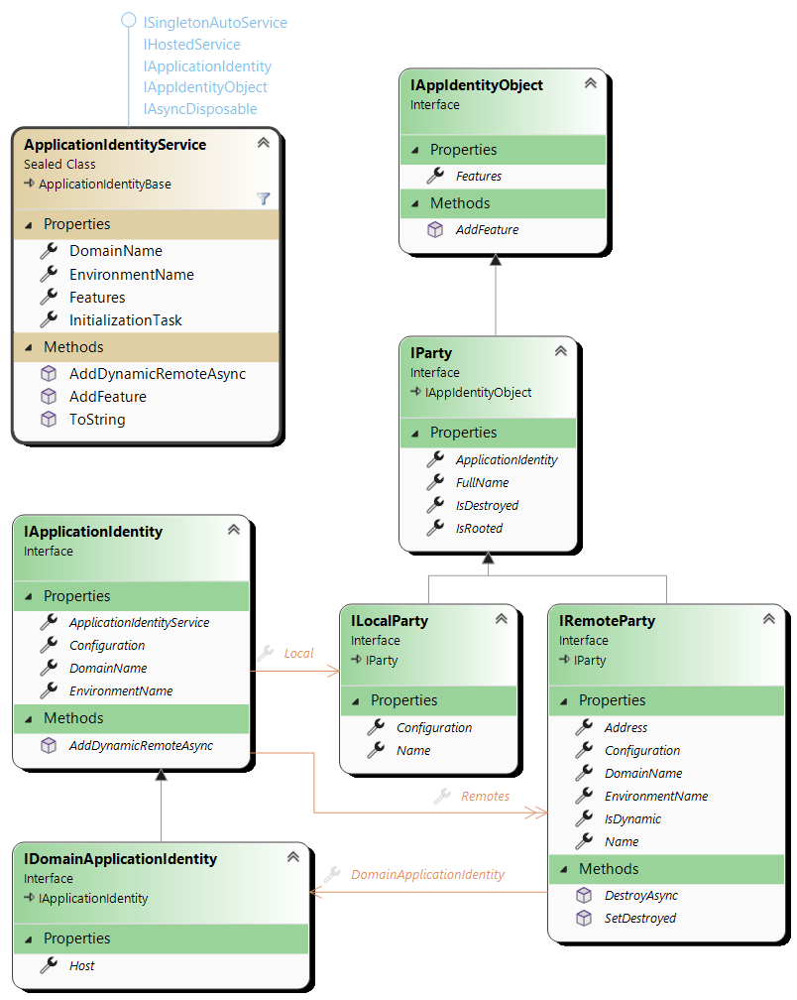 ISingletonAutoService
IHostedService
IApplicationIdentity
IAppIdentityObject
IAsyncDisposable
ApplicationIdentityService
Sealed Class
ApplicationIdentityBase
Properties
DomainName
EnvironmentName
Features
InitializationTask
Methods
AddDynamicRemoteAsync
AddFeature
ToString
IAppIdentityObject
Interface
Properties
Features
Methods
AddFeature
IParty
Interface
IAppIdentityObject
Properties
ApplicationIdentity
FullName
IsDestroyed
IsRooted
IApplicationIdentity
Interface
Properties
ApplicationIdentityService
Configuration
DomainName
EnvironmentName
Methods
AddDynamicRemoteAsync
Local
ILocalParty
Interface
IParty
Properties
Configuration
Name
IRemoteParty
Interface
IParty
Properties
Address
Configuration
DomainName
EnvironmentName
IsDynamic
Name
Methods
DestroyAsync
SetDestroyed
Remotes
DomainApplicationIdentity
IDomainApplicationIdentity
Interface
IApplicationIdentity
Properties
Host